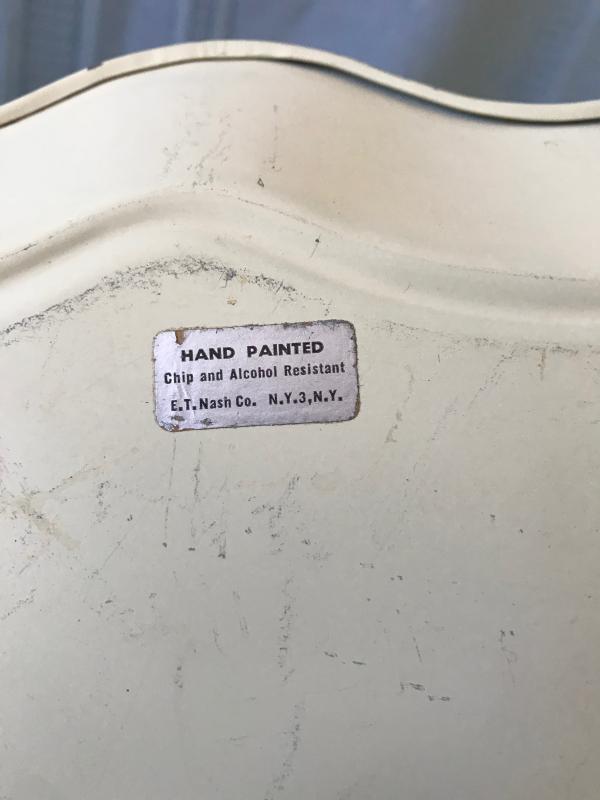 HAND PAINTED
Chip and Alcohol Resistant
E.T. Nash Co. N.Y.3, N.Y.